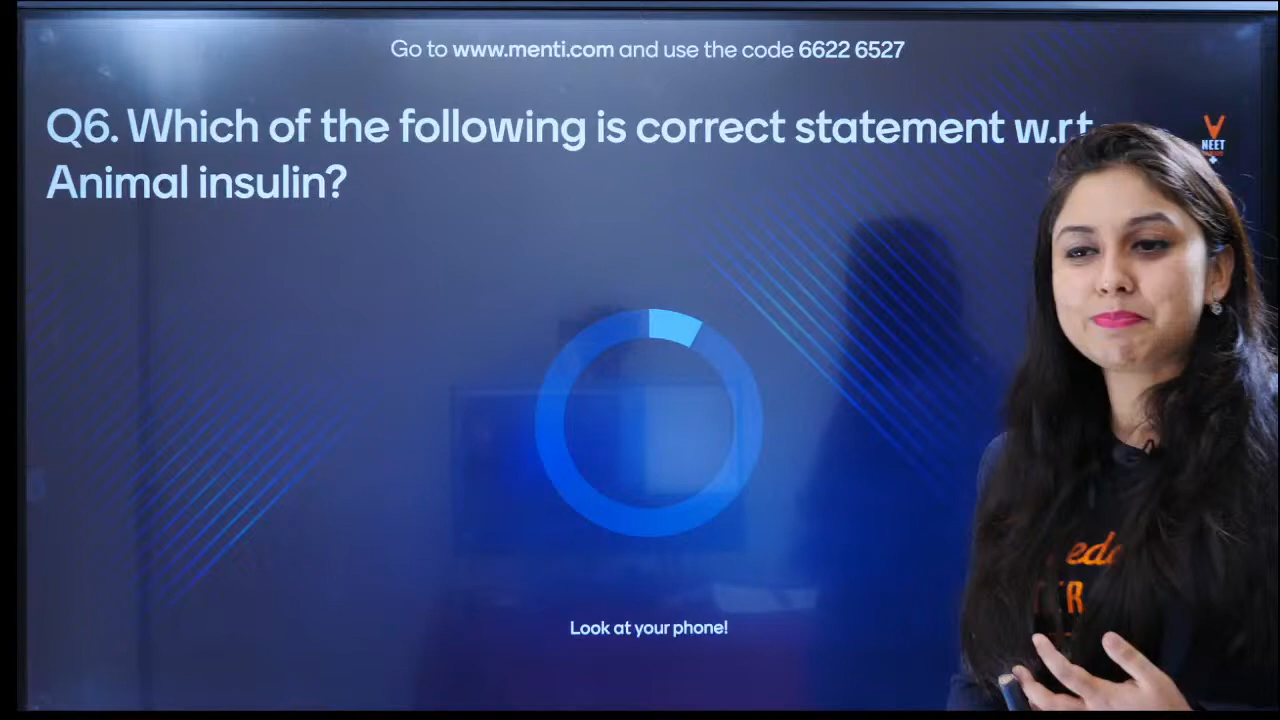 Go to www.menti.com and use the code 6622 6527
Q6. Which of the following is correct statement w.r.t
Animal insulin?
V
NEET
Look at your phone!